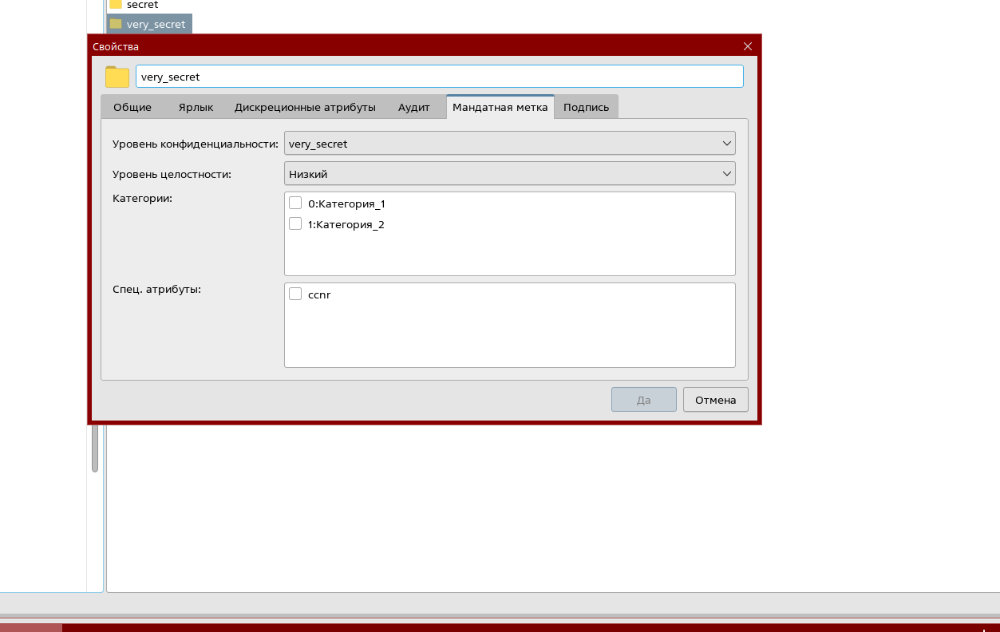 secret
very_secret
Свойства
very_secret
Общие Ярлык Дискреционные атрибуты Аудит Мандатная метка Подпись
Уровень конфиденциальности: very_secret
Уровень целостности: Низкий
Категории:
0:Категория_1
1:Категория_2
Спец. атрибуты:
ccnr
Да Отмена